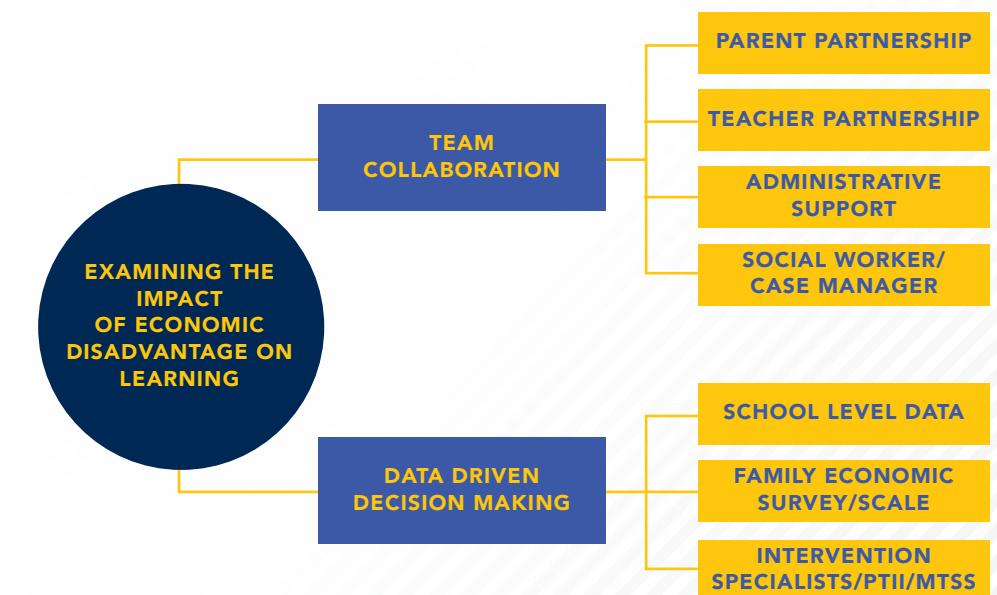 EXAMINING THE
IMPACT
OF ECONOMIC
DISADVANTAGE ON
LEARNING
TEAM
COLLABORATION
PARENT PARTNERSHIP
TEACHER PARTNERSHIP
ADMINISTRATIVE
SUPPORT
SOCIAL WORKER/
CASE MANAGER
DATA DRIVEN
DECISION MAKING
SCHOOL LEVEL DATA
FAMILY ECONOMIC
SURVEY/SCALE
INTERVENTION
SPECIALISTS/PTII/MTSS